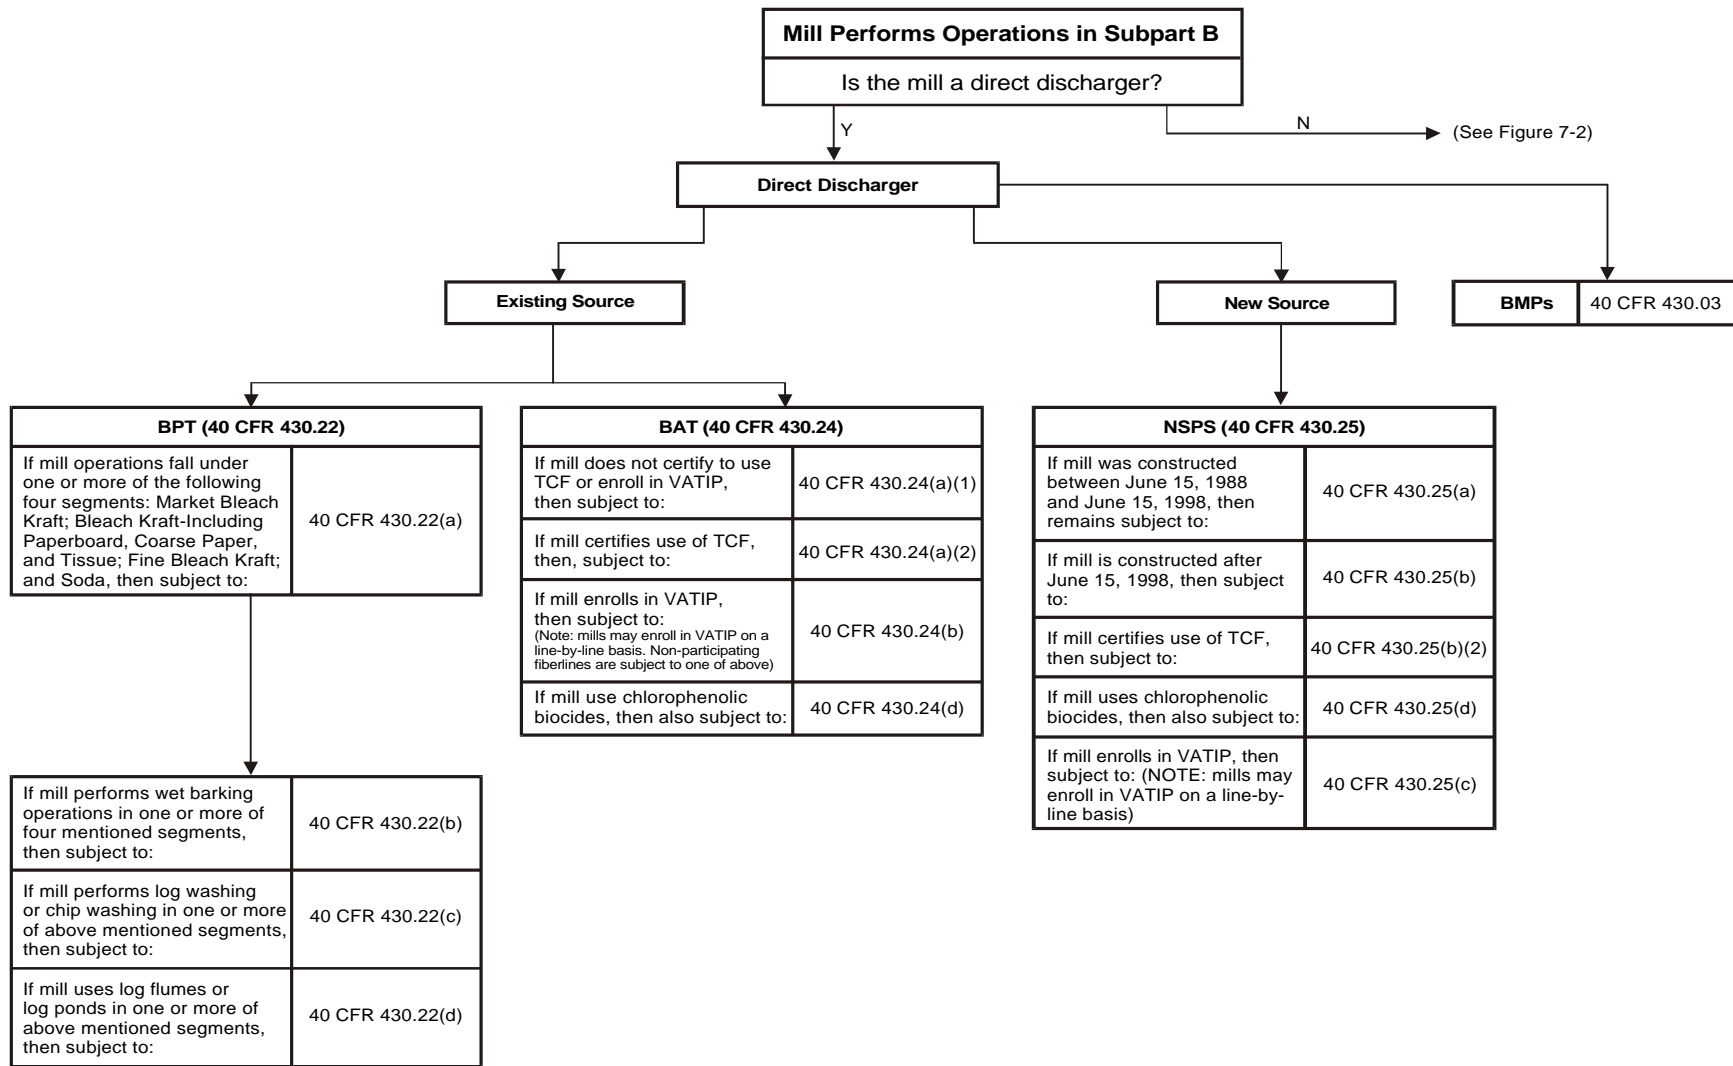 Mill Performs Operations in Subpart B
Is the mill a direct discharger?
Y
N
(See Figure 7-2)
Direct Discharger
Existing Source
New Source
BMPs
40 CFR 430.03
BPT (40 CFR 430.22)
If mill operations fall under
one or more of the following
four segments: Market Bleach
Kraft; Bleach Kraft-Including
Paperboard, Coarse Paper,
and Tissue; Fine Bleach Kraft;
and Soda, then subject to:
40 CFR 430.22(a)
If mill performs wet barking
operations in one or more of
four mentioned segments,
then subject to:
40 CFR 430.22(b)
If mill performs log washing
or chip washing in one or more
of above mentioned segments,
then subject to:
40 CFR 430.22(c)
If mill uses log flumes or
log ponds in one or more of
above mentioned segments,
then subject to:
40 CFR 430.22(d)
BAT (40 CFR 430.24)
If mill does not certify to use
TCF or enroll in VATIP,
then subject to:
40 CFR 430.24(a)(1)
If mill certifies use of TCF,
then, subject to:
40 CFR 430.24(a)(2)
If mill enrolls in VATIP,
then subject to:
(Note: mills may enroll in VATIP on a
line-by-line basis. Non-participating
fiberlines are subject to one of above)
40 CFR 430.24(b)
If mill use chlorophenolic
biocides, then also subject to:
40 CFR 430.24(d)
NSPS (40 CFR 430.25)
If mill was constructed
between June 15, 1988
and June 15, 1998, then
remains subject to:
40 CFR 430.25(a)
If mill is constructed after
June 15, 1998, then subject
to:
40 CFR 430.25(b)
If mill certifies use of TCF,
then subject to:
40 CFR 430.25(b)(2)
If mill uses chlorophenolic
biocides, then also subject to:
40 CFR 430.25(d)
If mill enrolls in VATIP, then
subject to: (NOTE: mills may
enroll in VATIP on a line-by-
line basis)
40 CFR 430.25(c)